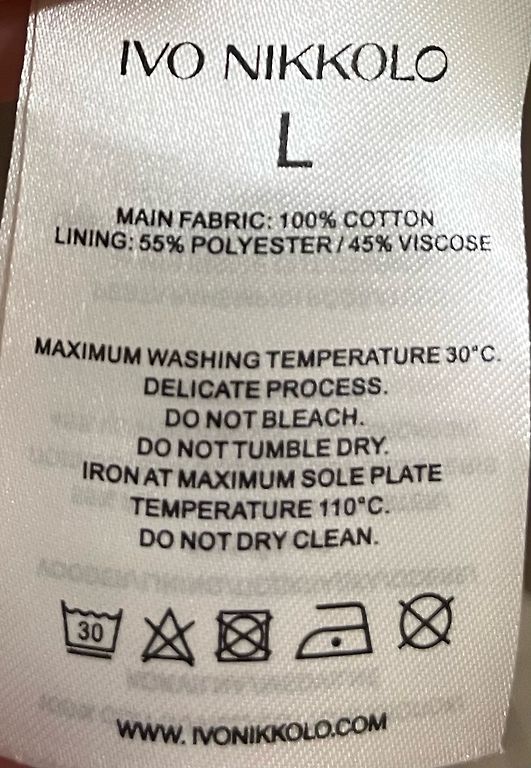 IVO NIKKOLO
L
MAIN FABRIC: 100% COTTON
LINING: 55% POLYESTER / 45% VISCOSE
MAXIMUM WASHING TEMPERATURE 30°C.
DELICATE PROCESS.
DO NOT BLEACH.
DO NOT TUMBLE DRY.
IRON AT MAXIMUM SOLE PLATE
TEMPERATURE 110°C.
DO NOT DRY CLEAN.
30
WWW. IVONIKKOLO.COM